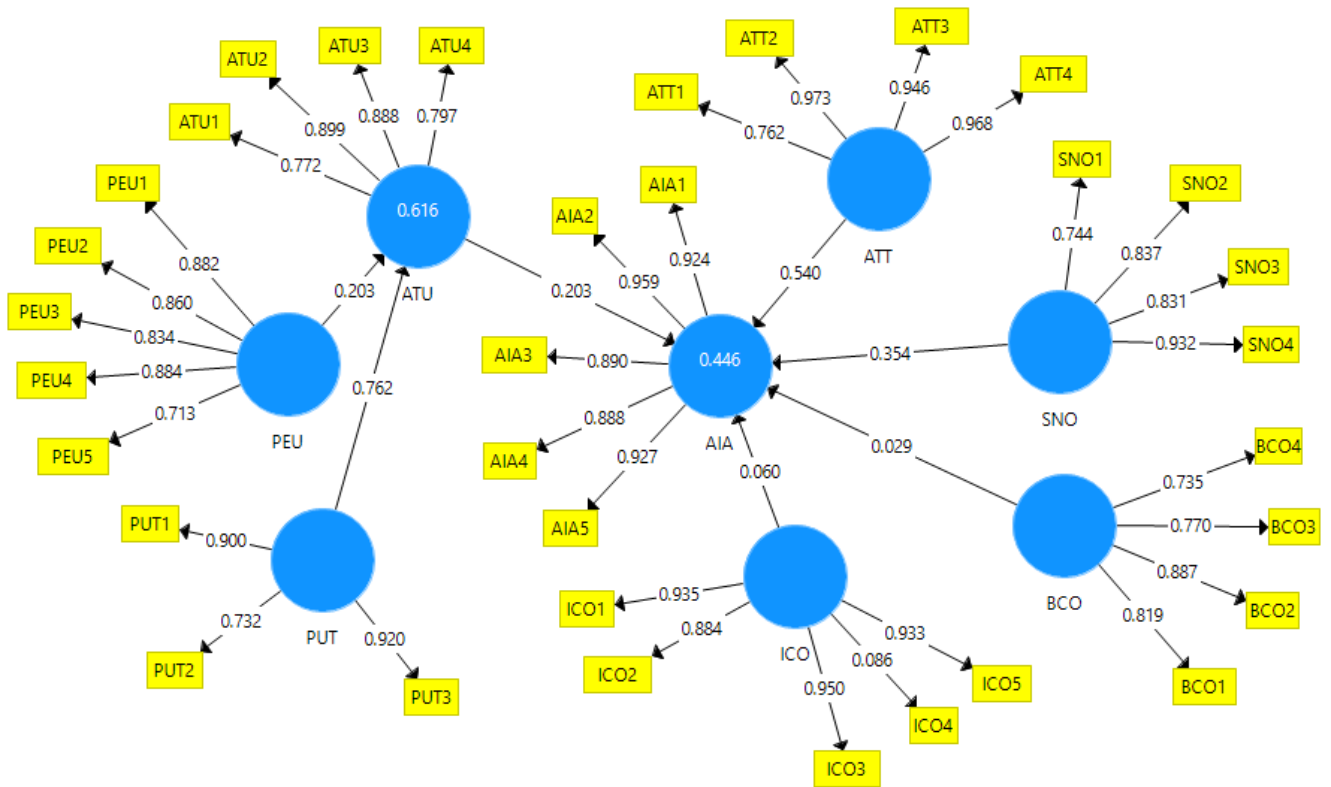 ATU2
ATU3
ATU4
ATU1
0.772
0.899
0.888
0.797
0.616
ATU
PEU1
PEU2
PEU3
PEU4
PEU5
0.882
0.860
0.834
0.884
0.713
PEU
0.203
0.762
PUT1
PUT2
PUT3
0.900
0.732
0.920
PUT
0.203
AIA1
AIA2
AIA3
AIA4
AIA5
0.924
0.959
0.890
0.888
0.927
0.446
AIA
ATT1
ATT2
ATT3
ATT4
0.762
0.973
0.946
0.968
ATT
0.540
SNO1
SNO2
SNO3
SNO4
0.744
0.837
0.831
0.932
SNO
0.354
BCO4
BCO3
BCO2
BCO1
0.735
0.770
0.887
0.819
BCO
0.029
0.060
ICO1
ICO2
ICO3
ICO4
ICO5
0.935
0.884
0.950
0.086
0.933
ICO